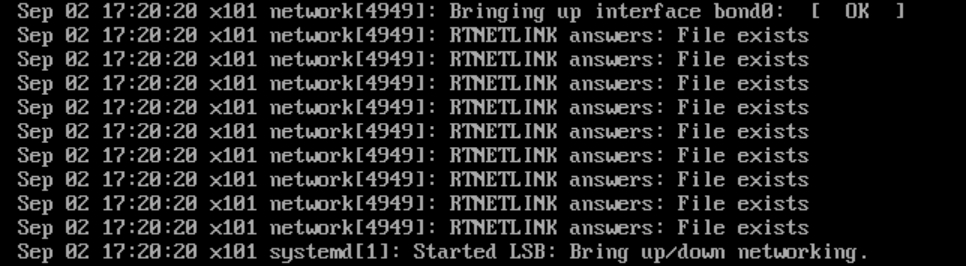 Sep 02 17:20:20 x101 network[4949]: Bringing up interface bond0:  [  OK  ]
Sep 02 17:20:20 x101 network[4949]: RTNETLINK answers: File exists
Sep 02 17:20:20 x101 network[4949]: RTNETLINK answers: File exists
Sep 02 17:20:20 x101 network[4949]: RTNETLINK answers: File exists
Sep 02 17:20:20 x101 network[4949]: RTNETLINK answers: File exists
Sep 02 17:20:20 x101 network[4949]: RTNETLINK answers: File exists
Sep 02 17:20:20 x101 network[4949]: RTNETLINK answers: File exists
Sep 02 17:20:20 x101 network[4949]: RTNETLINK answers: File exists
Sep 02 17:20:20 x101 network[4949]: RTNETLINK answers: File exists
Sep 02 17:20:20 x101 network[4949]: RTNETLINK answers: File exists
Sep 02 17:20:20 x101 systemd[1]: Started LSB: Bring up/down networking.